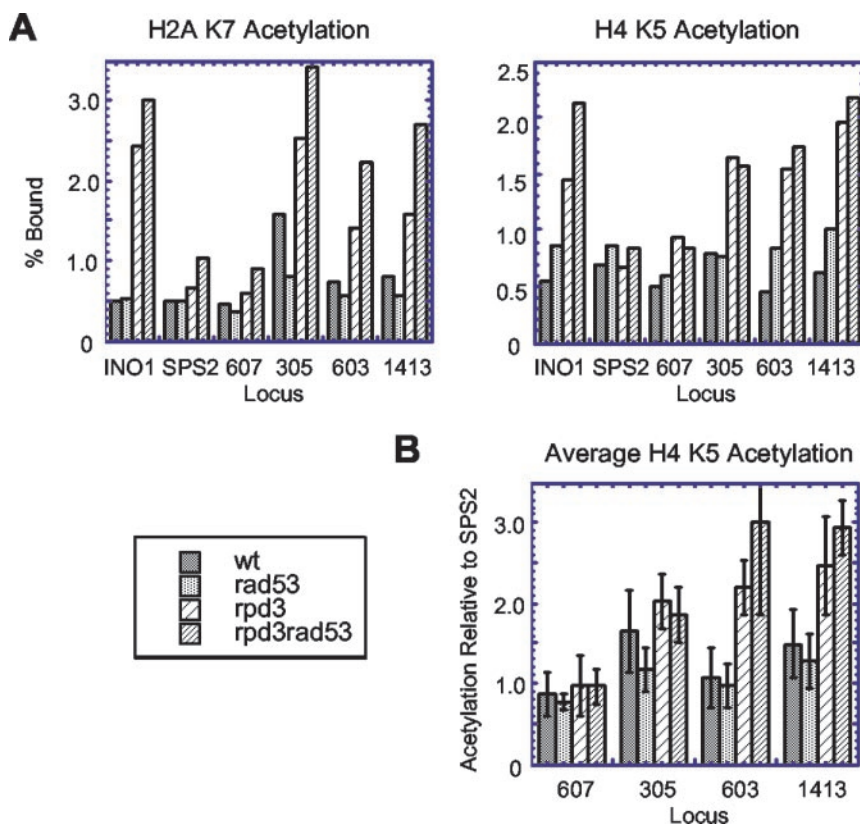 A
H2A K7 Acetylation
% Bound
3.0
2.0
1.0
0
INO1 SPS2 607 305 603 1413
Locus
H4 K5 Acetylation
2.5
2.0
1.5
1.0
0.5
0
INO1 SPS2 607 305 603 1413
Locus
wt
rad53
rpd3
rpd3rad53
B
Average H4 K5 Acetylation
Acetylation Relative to SPS2
3.0
2.0
1.0
0
607 305 603 1413
Locus